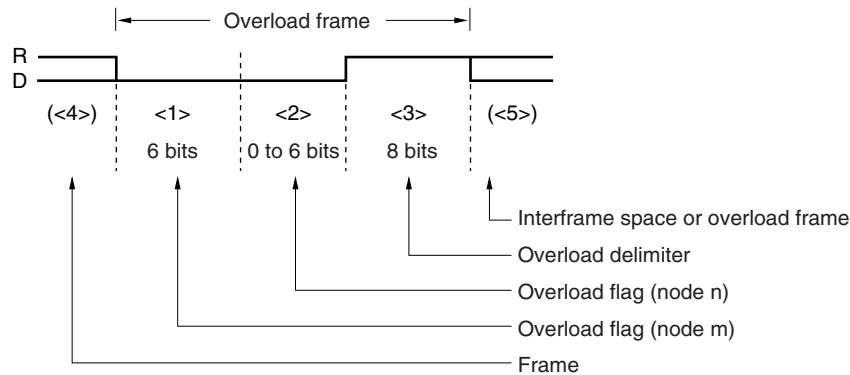 Overload frame
R
D
(<4>) <1> <2> <3> (<5>)
6 bits 0 to 6 bits 8 bits
Interframe space or overload frame
Overload delimiter
Overload flag (node n)
Overload flag (node m)
Frame